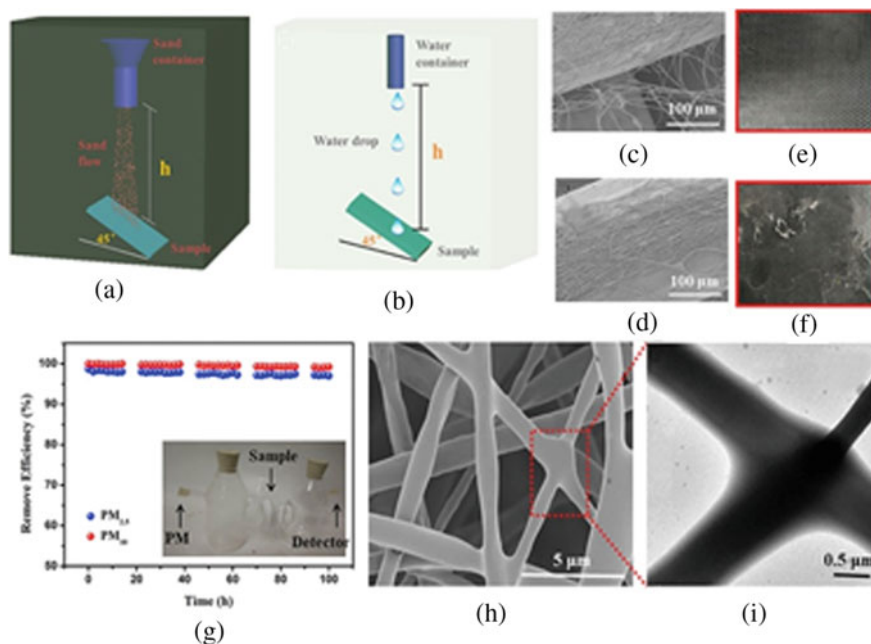 Sand
container
Sand
flow
h
45°
Sample
(a)
Water
container
Water drop
h
45°
Sample
(b)
100 μm
(c)
(e)
100 μm
(d)
(f)
Remove Efficiency (%)
100
90
80
70
60
50
Sample
PM
Detector
PM2.5
PM10
0
20
40
60
80
100
Time (h)
(g)
5 μm
(h)
0.5 μm
(i)